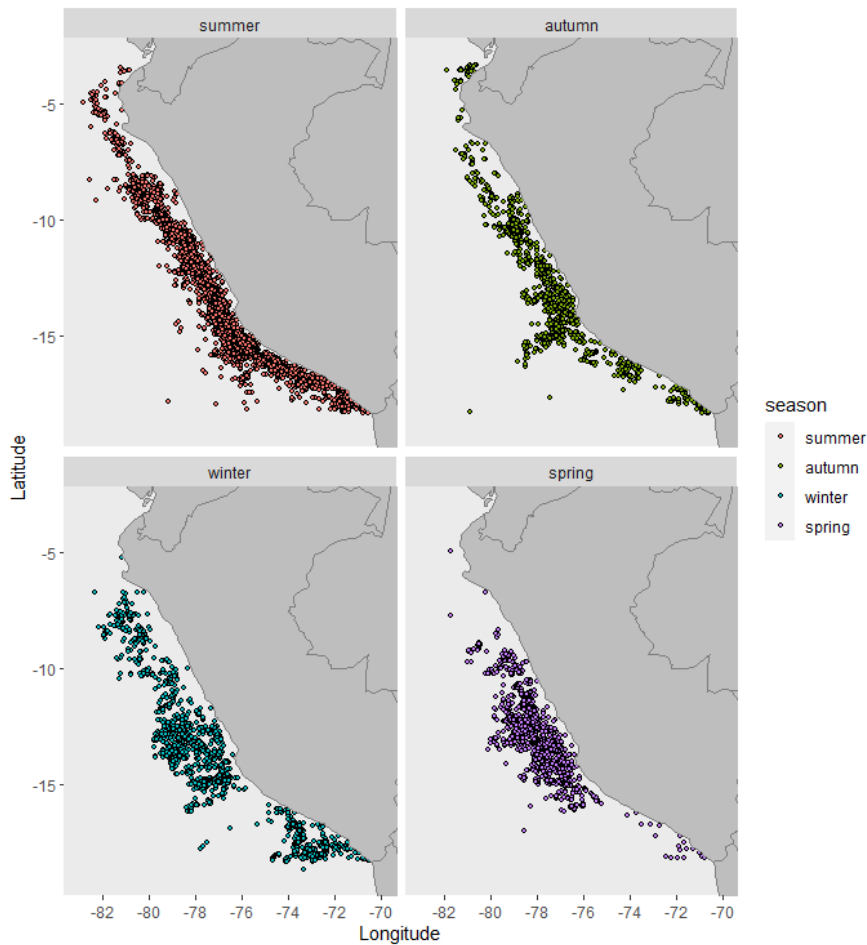 summer
autumn
-5
-10
-15
winter
spring
-5
-10
-15
-82
-80
-78
-76
-74
-72
-70
-82
-80
-78
-76
-74
-72
-70
Longitude
Latitude
season
summer
autumn
winter
spring